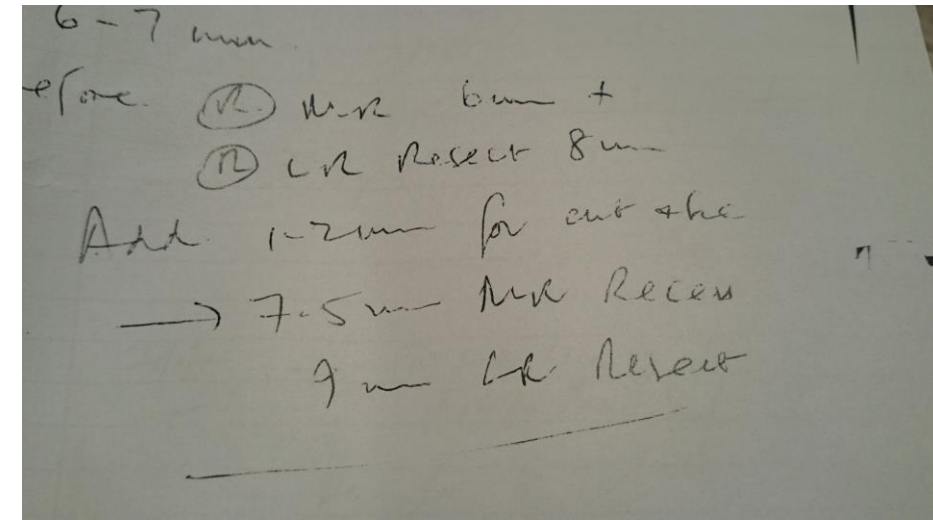 6-7 mm
efore. (R) MR 6mm +
(R) LR Resect 8mm
Add 1-2mm for
→ 7.5mm MR Recess
9mm LR Resect